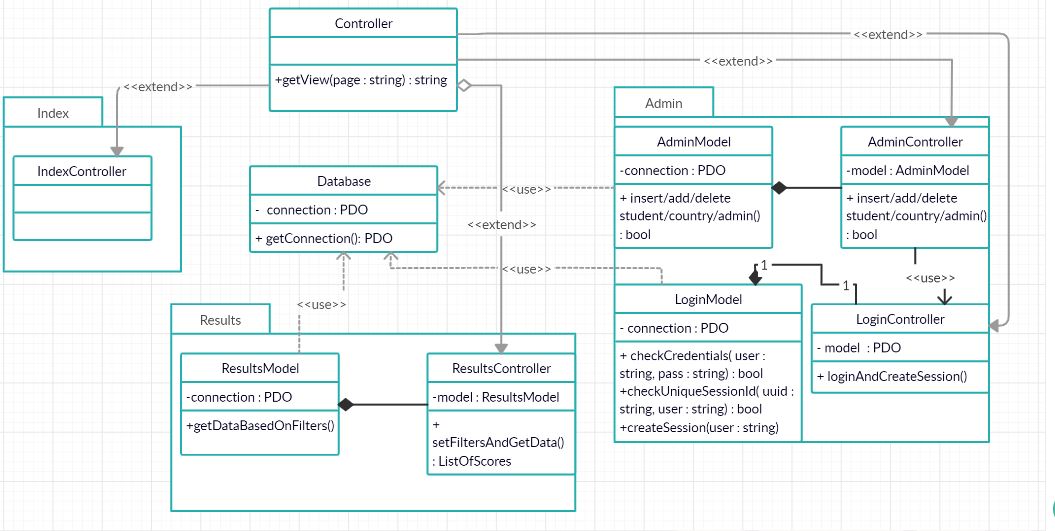 Controller
+getView(page : string) : string
<<extend>>
<<extend>>
<<extend>>
<<extend>>
Index
IndexController
Database
- connection : PDO
+ getConnection(): PDO
<<use>>
<<use>>
<<use>>
Admin
AdminModel
-connection : PDO
+ insert/add/delete
student/country/admin()
: bool
AdminController
-model : AdminModel
+ insert/add/delete
student/country/admin()
: bool
<<use>>
1
1
LoginModel
- connection : PDO
+ checkCredentials( user :
string, pass : string) : bool
+checkUniqueSessionId( uuid :
string, user : string) : bool
+createSession(user : string)
LoginController
- model : PDO
+ loginAndCreateSession()
Results
ResultsModel
-connection : PDO
+getDataBasedOnFilters()
ResultsController
-model : ResultsModel
+
setFiltersAndGetData()
: ListOfScores